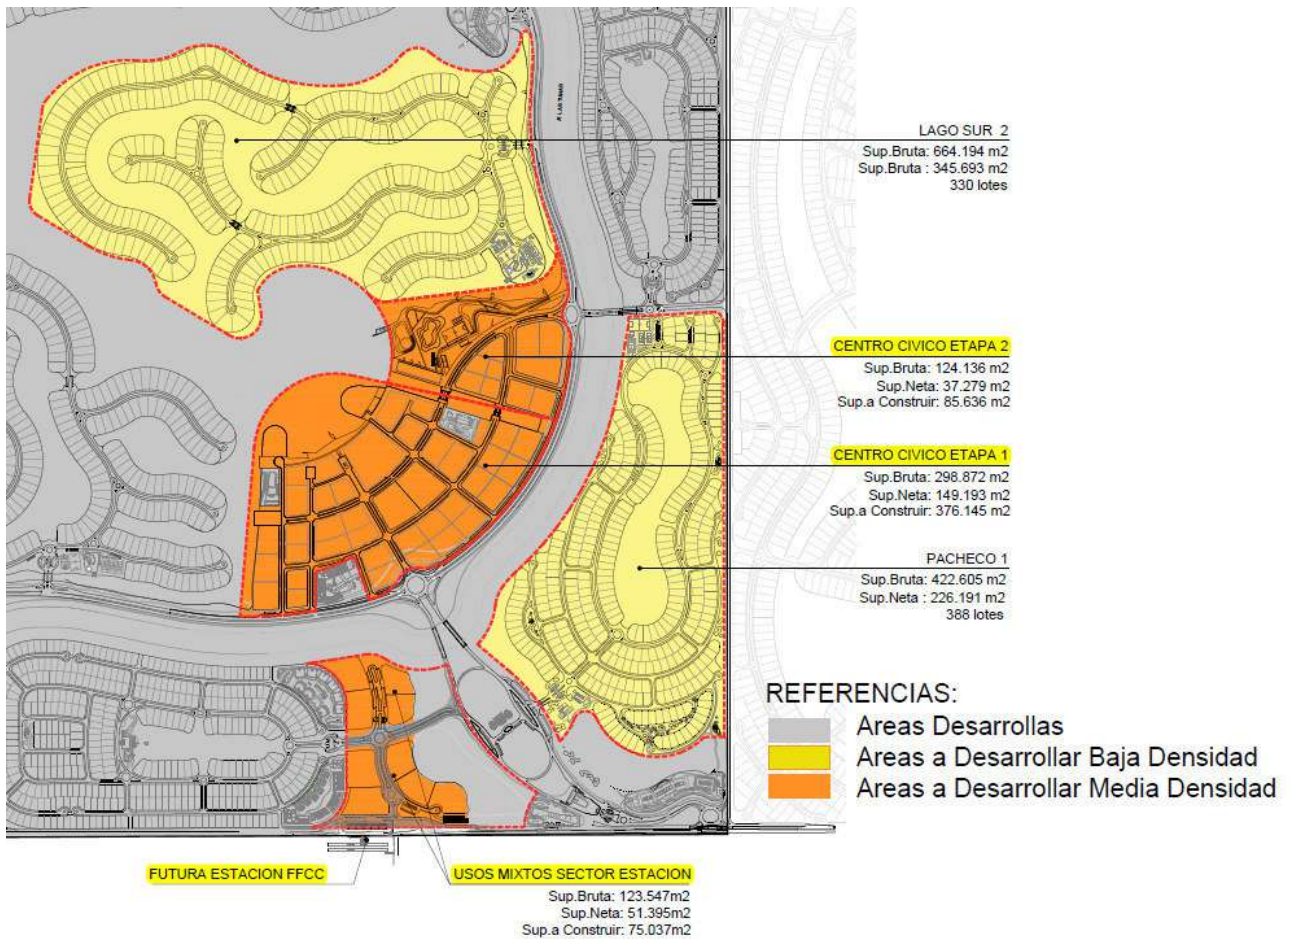 R. LAS TUNAS
LAGO SUR 2
Sup.Bruta: 664.194 m2
Sup.Bruta : 345.693 m2
330 lotes
CENTRO CIVICO ETAPA 2
Sup.Bruta: 124.136 m2
Sup.Neta: 37.279 m2
Sup.a Construir: 85.636 m2
CENTRO CIVICO ETAPA 1
Sup.Bruta: 298.872 m2
Sup.Neta: 149.193 m2
Sup.a Construir: 376.145 m2
PACHECO 1
Sup.Bruta: 422.605 m2
Sup.Neta : 226.191 m2
388 lotes
REFERENCIAS:
Areas Desarrollas
Areas a Desarrollar Baja Densidad
Areas a Desarrollar Media Densidad
FUTURA ESTACION FFCC
USOS MIXTOS SECTOR ESTACION
Sup.Bruta: 123.547m2
Sup.Neta: 51.395m2
Sup.a Construir: 75.037m2